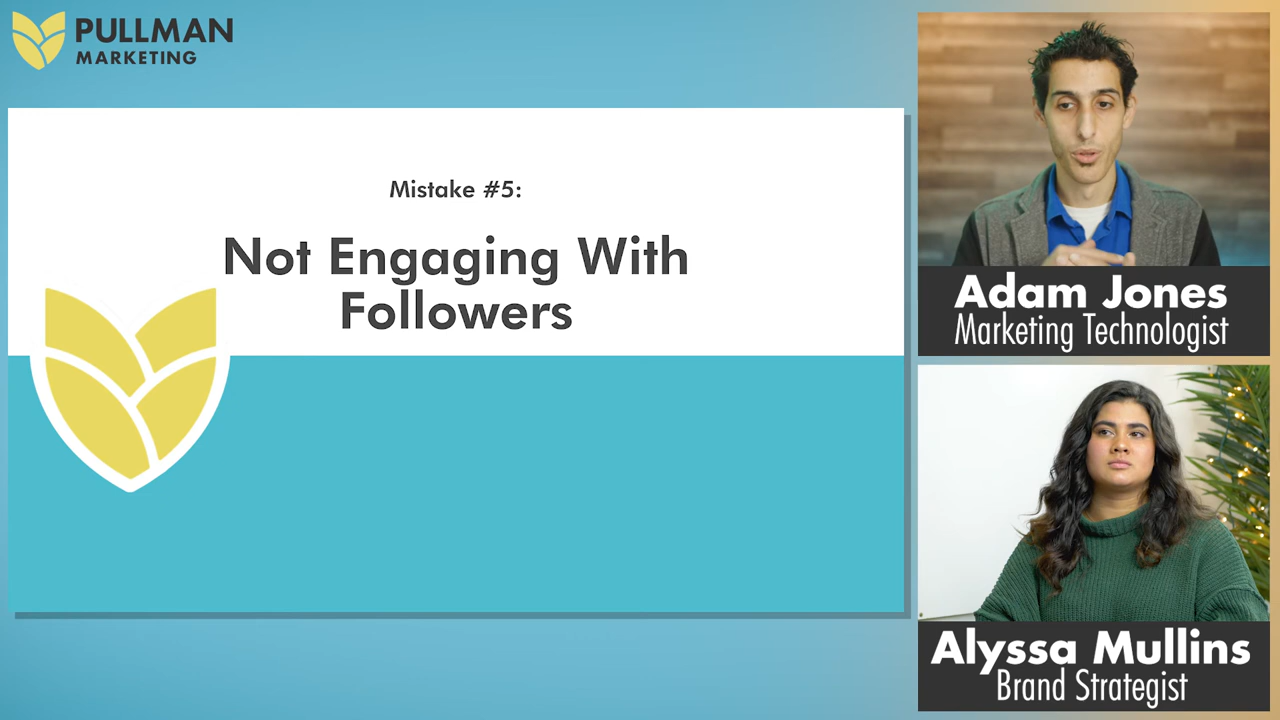 PULLMAN
MARKETING
Mistake #5:
Not Engaging With
Followers
Adam Jones
Marketing Technologist
Alyssa Mullins
Brand Strategist